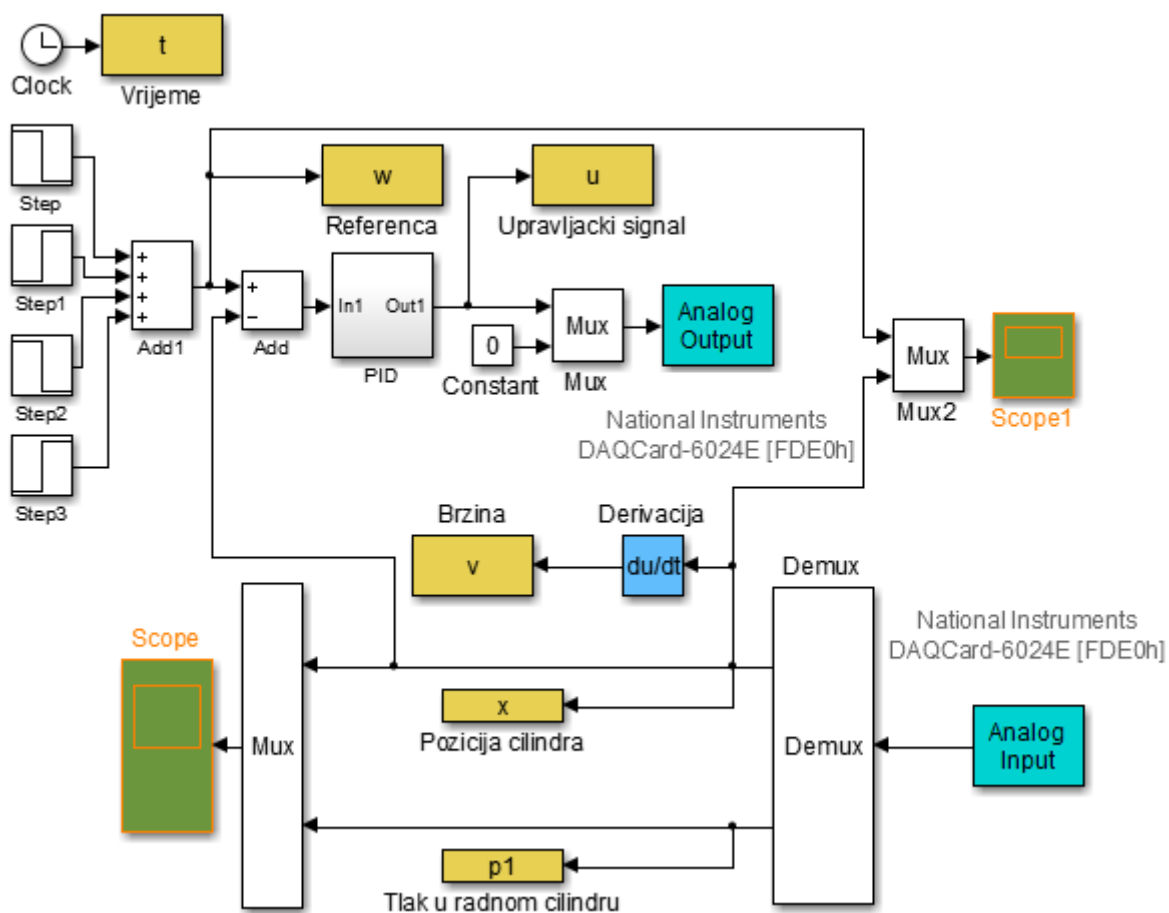 t
Clock
Vrijeme
Step
w
u
Referenca
Upravljacki signal
+
+
+
+
Step1
Add1
+
−
Add
In1
Out1
PID
Mux
Mux
0
Constant
Analog
Output
National Instruments
DAQCard-6024E [FDE0h]
Mux
Mux2
Scope1
Step2
Step3
Brzina
v
Derivacija
du/dt
Demux
Demux
National Instruments
DAQCard-6024E [FDE0h]
Analog
Input
Scope
Mux
x
Pozicija cilindra
p1
Tlak u radnom cilindru